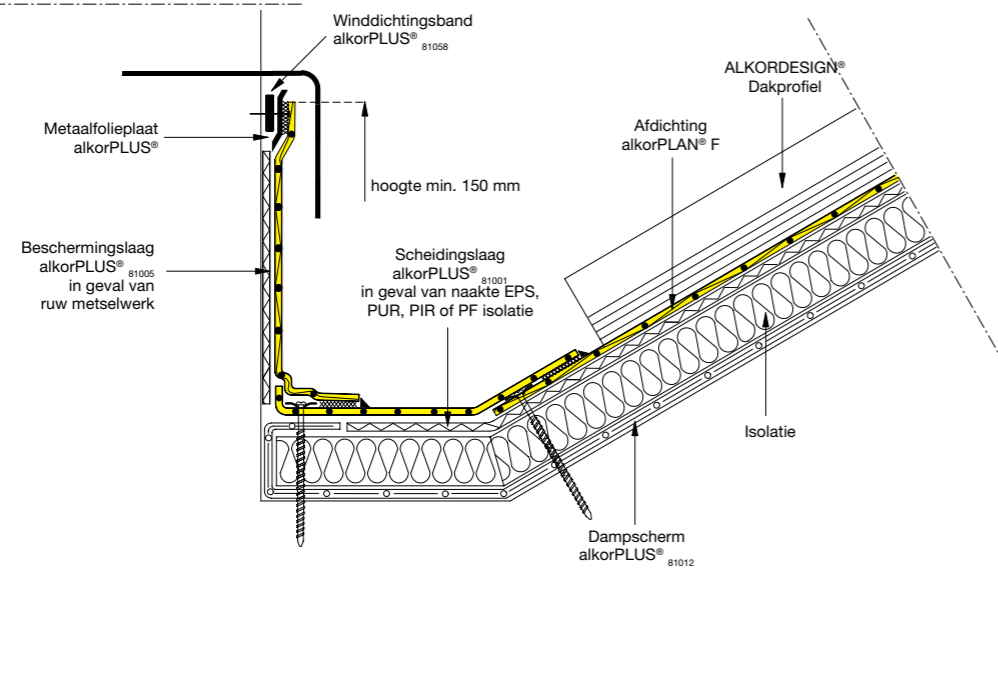 Winddichtingsband
alkorPLUS® 81058
ALKORDESIGN®
Dakprofiel
Metaalfolieplaat
alkorPLUS®
Afdichting
alkorPLAN® F
hoogte min. 150 mm
Beschermingslaag
alkorPLUS® 81005
in geval van
ruw metselwerk
Scheidingslaag
alkorPLUS® 81001
in geval van naakte EPS,
PUR, PIR of PF isolatie
Isolatie
Dampscherm
alkorPLUS® 81012